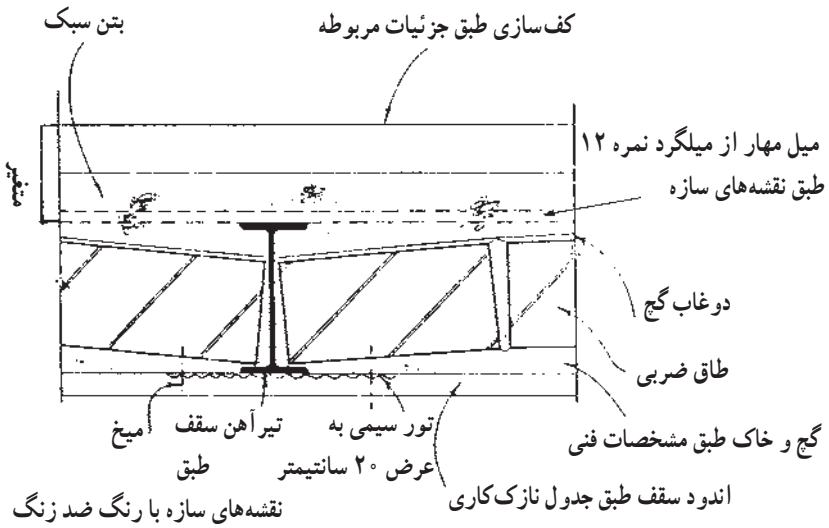 بتن سبک
کف‌سازی طبق جزئیات مربوطه
میل مهار از میلگرد نمره ۱۲
طبق نقشه‌های سازه
متغیر
دوغاب گچ
طاق ضربی
گچ و خاک طبق مشخصات فنی
اندود سقف طبق جدول نازک‌کاری
تور سیمی به
عرض ۲۰ سانتیمتر
تیرآهن سقف
طبق
نقشه‌های سازه با رنگ ضد زنگ
میخ